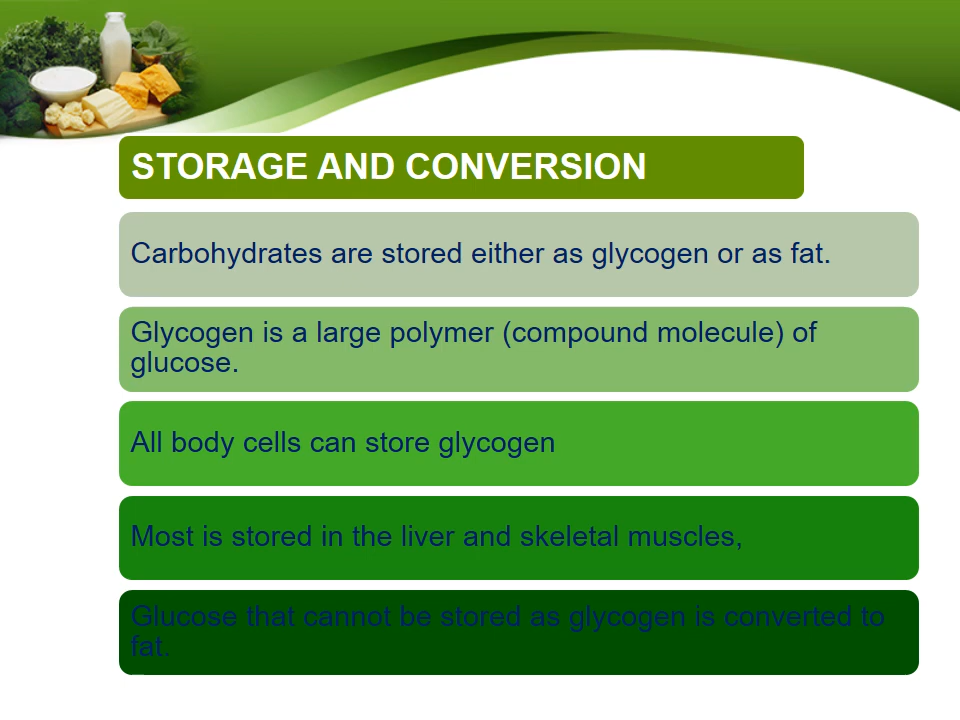 STORAGE AND CONVERSION
Carbohydrates are stored either as glycogen or as fat.
Glycogen is a large polymer (compound molecule) of
glucose.
All body cells can store glycogen
Most is stored in the liver and skeletal muscles,
Glucose that cannot be stored as glycogen is converted to
fat.